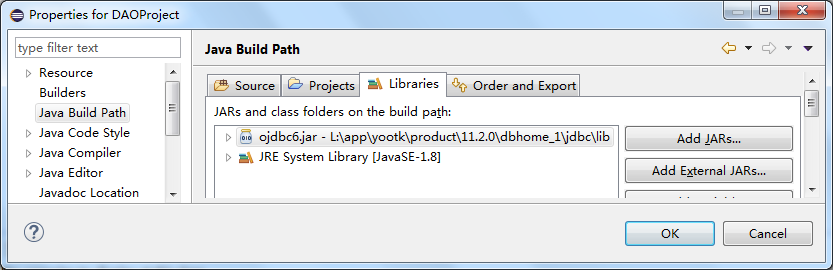 Properties for DAOProject
type filter text
Resource
Builders
Java Build Path
Java Code Style
Java Compiler
Java Editor
Javadoc Location
Java Build Path
Source
Projects
Libraries
Order and Export
JARs and class folders on the build path:
ojdbc6.jar - L:\app\yootk\product\11.2.0\dbhome_1\jdbc\lib
JRE System Library [JavaSE-1.8]
Add JARs...
Add External JARs...
OK
Cancel